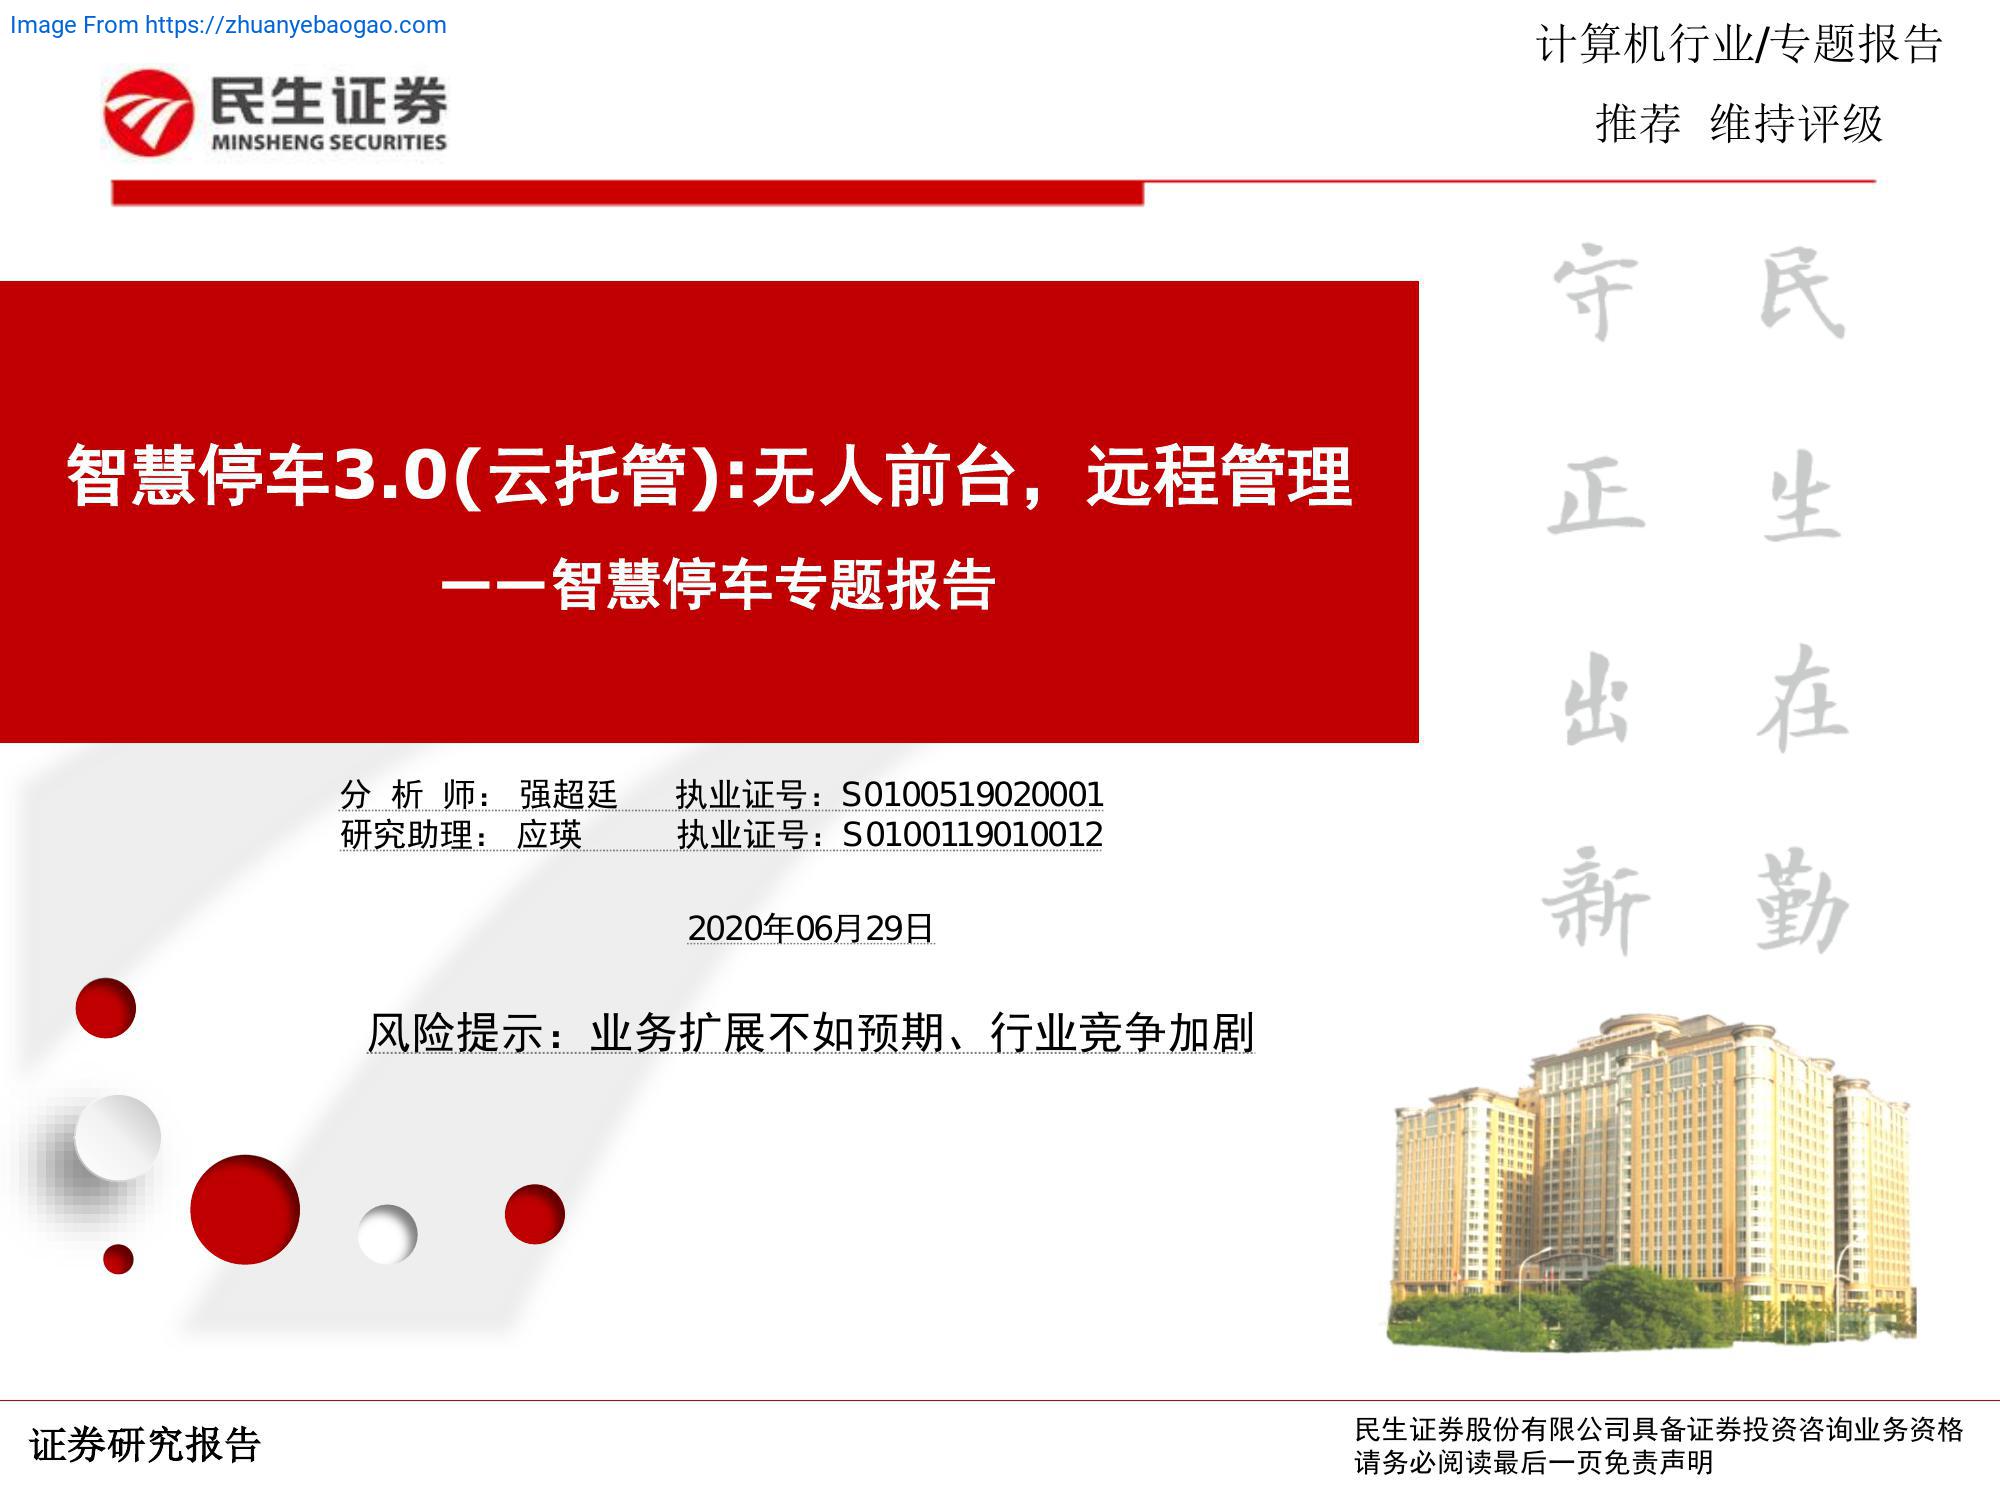 Image From https://zhuanyebaogao.com
民生证券
MINSHENG SECURITIES
计算机行业/专题报告
推荐 维持评级
智慧停车3.0(云托管):无人前台，远程管理
——智慧停车专题报告
民生在勤
守正出新
分 析 师： 强超廷 执业证号：S0100519020001
研究助理： 应瑛 执业证号：S0100119010012
2020年06月29日
风险提示：业务扩展不如预期、行业竞争加剧
证券研究报告
民生证券股份有限公司具备证券投资咨询业务资格
请务必阅读最后一页免责声明